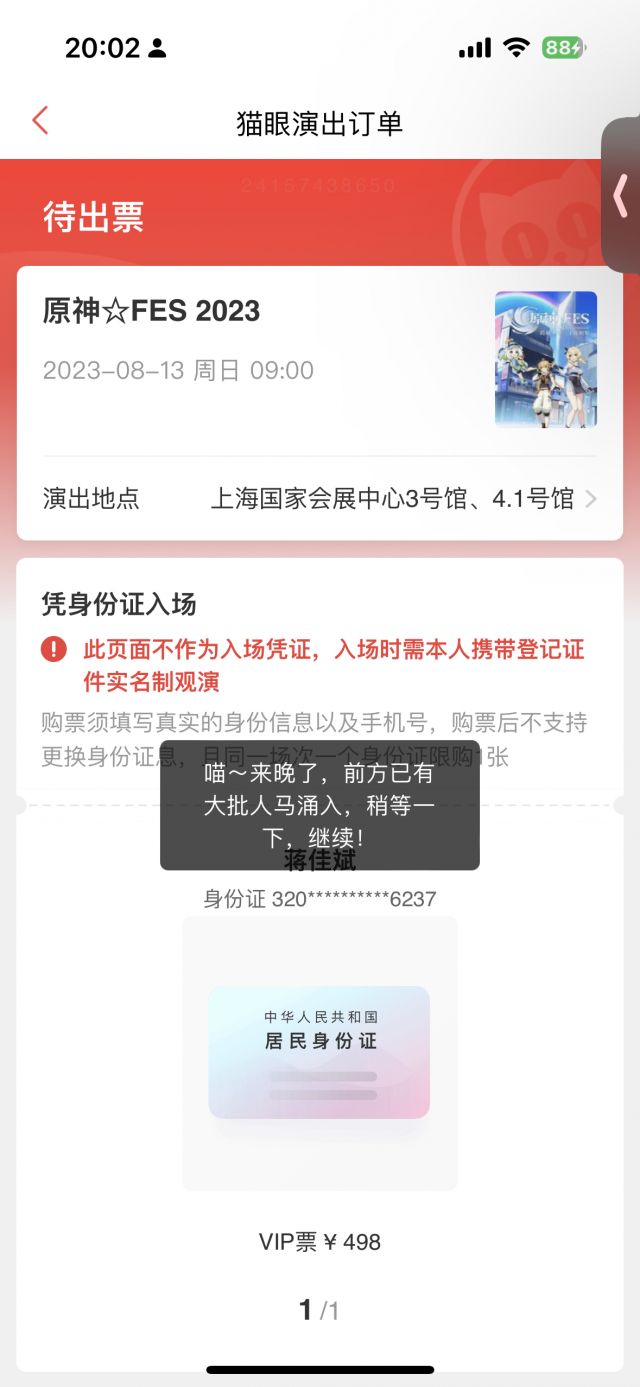 20:02
88
猫眼演出订单
24157438650
待出票
原神☆FES 2023
2023-08-13 周日 09:00
原神FES
演出地点 上海国家会展中心3号馆、4.1号馆
凭身份证入场
此页面不作为入场凭证，入场时需本人携带登记证
件实名制观演
购票须填写真实的身份信息以及手机号，购票后不支持
更换身份证息，且同一场次一个身份证限购1张
喵～来晚了，前方已有
大批人马涌入，稍等一
下，继续！
蒋佳斌
身份证 320**********6237
中华人民共和国
居民身份证
VIP票 ¥ 498
1 /1